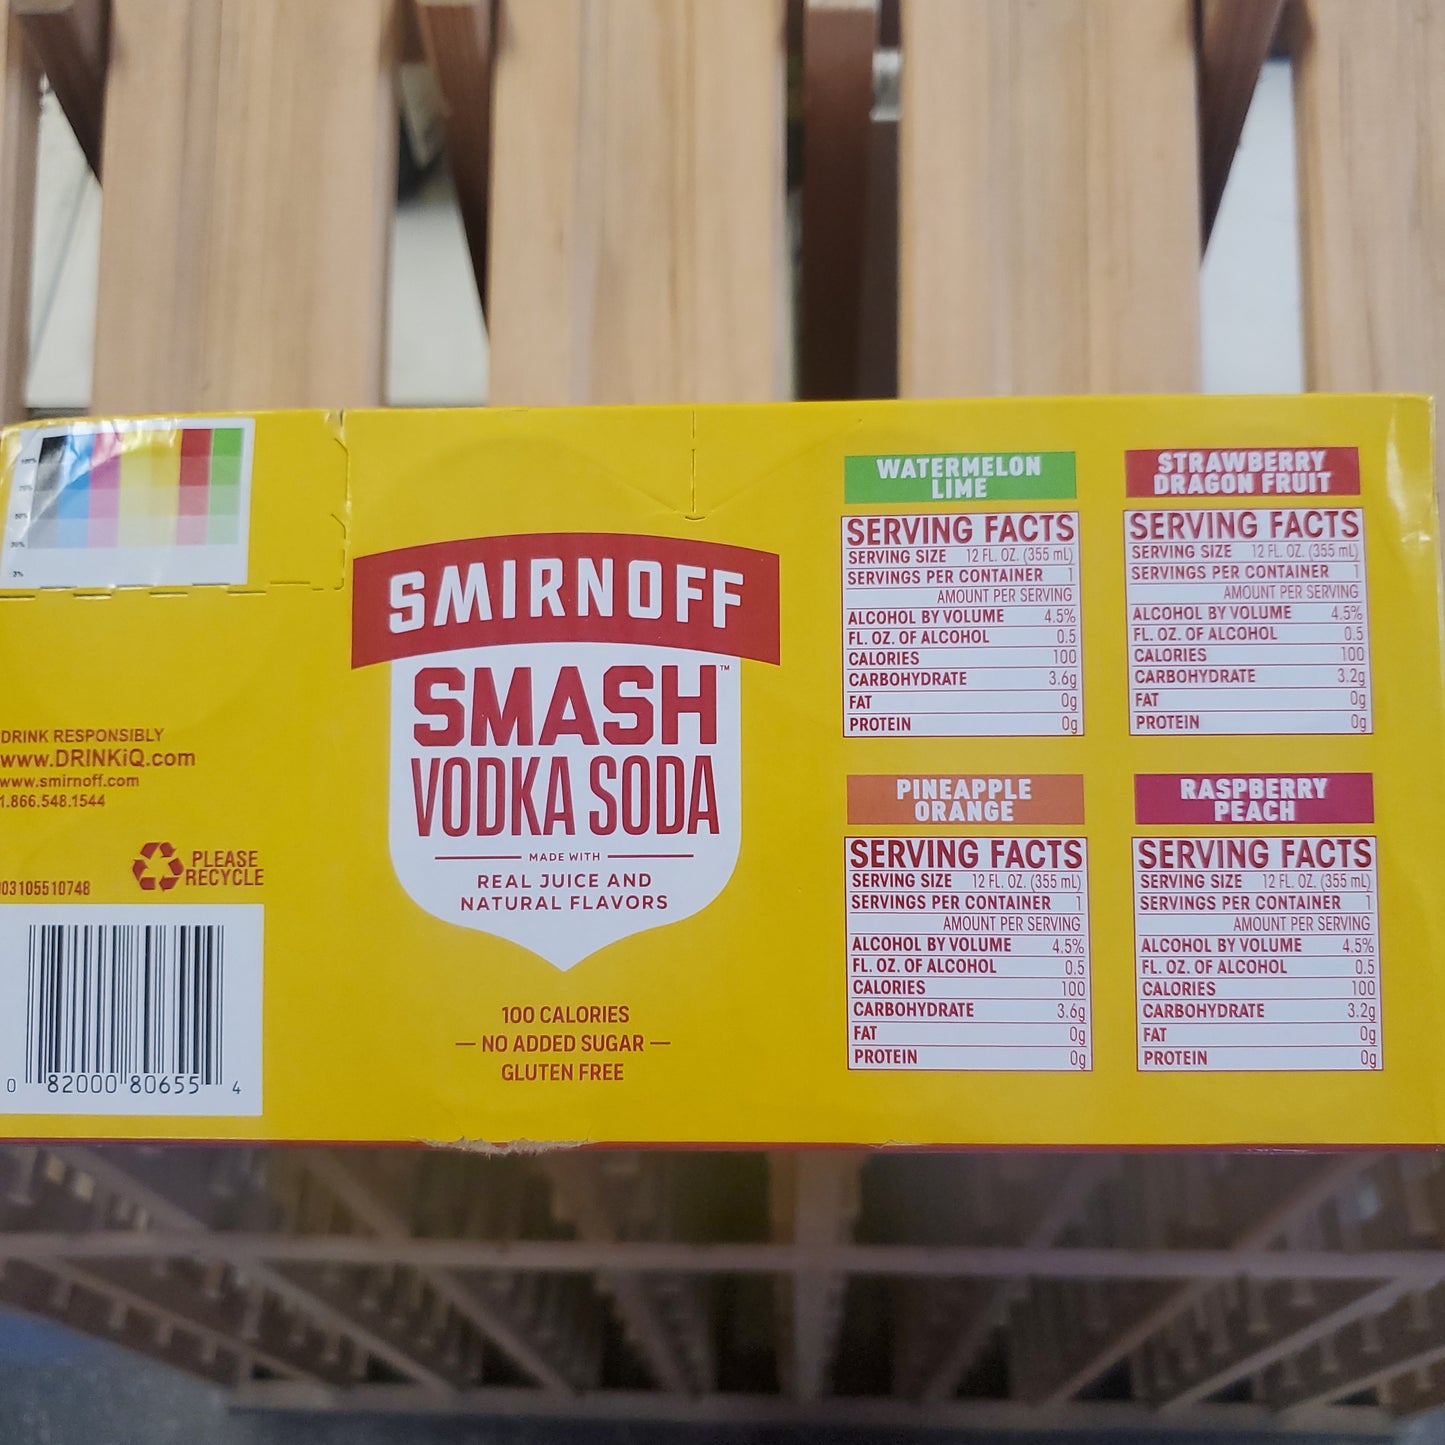 100%
75%
50%
30%
3%
DRINK RESPONSIBLY
www.DRINKiQ.com
www.smirnoff.com
1.866.548.1544
PLEASE
RECYCLE
03105510748
0 82000 80655 4
SMIRNOFF
SMASH™
VODKA SODA
MADE WITH
REAL JUICE AND
NATURAL FLAVORS
100 CALORIES
— NO ADDED SUGAR —
GLUTEN FREE
WATERMELON
LIME
SERVING FACTS
SERVING SIZE 12 FL. OZ. (355 mL)
SERVINGS PER CONTAINER 1
AMOUNT PER SERVING
ALCOHOL BY VOLUME 4.5%
FL. OZ. OF ALCOHOL 0.5
CALORIES 100
CARBOHYDRATE 3.6g
FAT 0g
PROTEIN 0g
STRAWBERRY
DRAGON FRUIT
SERVING FACTS
SERVING SIZE 12 FL. OZ. (355 mL)
SERVINGS PER CONTAINER 1
AMOUNT PER SERVING
ALCOHOL BY VOLUME 4.5%
FL. OZ. OF ALCOHOL 0.5
CALORIES 100
CARBOHYDRATE 3.2g
FAT 0g
PROTEIN 0g
PINEAPPLE
ORANGE
SERVING FACTS
SERVING SIZE 12 FL. OZ. (355 mL)
SERVINGS PER CONTAINER 1
AMOUNT PER SERVING
ALCOHOL BY VOLUME 4.5%
FL. OZ. OF ALCOHOL 0.5
CALORIES 100
CARBOHYDRATE 3.6g
FAT 0g
PROTEIN 0g
RASPBERRY
PEACH
SERVING FACTS
SERVING SIZE 12 FL. OZ. (355 mL)
SERVINGS PER CONTAINER 1
AMOUNT PER SERVING
ALCOHOL BY VOLUME 4.5%
FL. OZ. OF ALCOHOL 0.5
CALORIES 100
CARBOHYDRATE 3.2g
FAT 0g
PROTEIN 0g